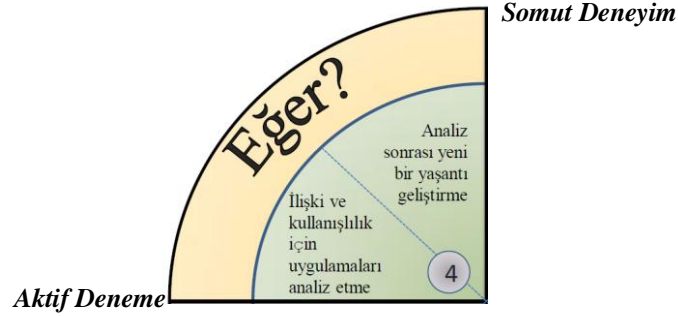 Somut Deneyim
Eğer?
Analiz
sonrası yeni
bir yaşantı
geliştirme
İlişki ve
kullanışlılık
için
uygulamaları
analiz etme
4
Aktif Deneme